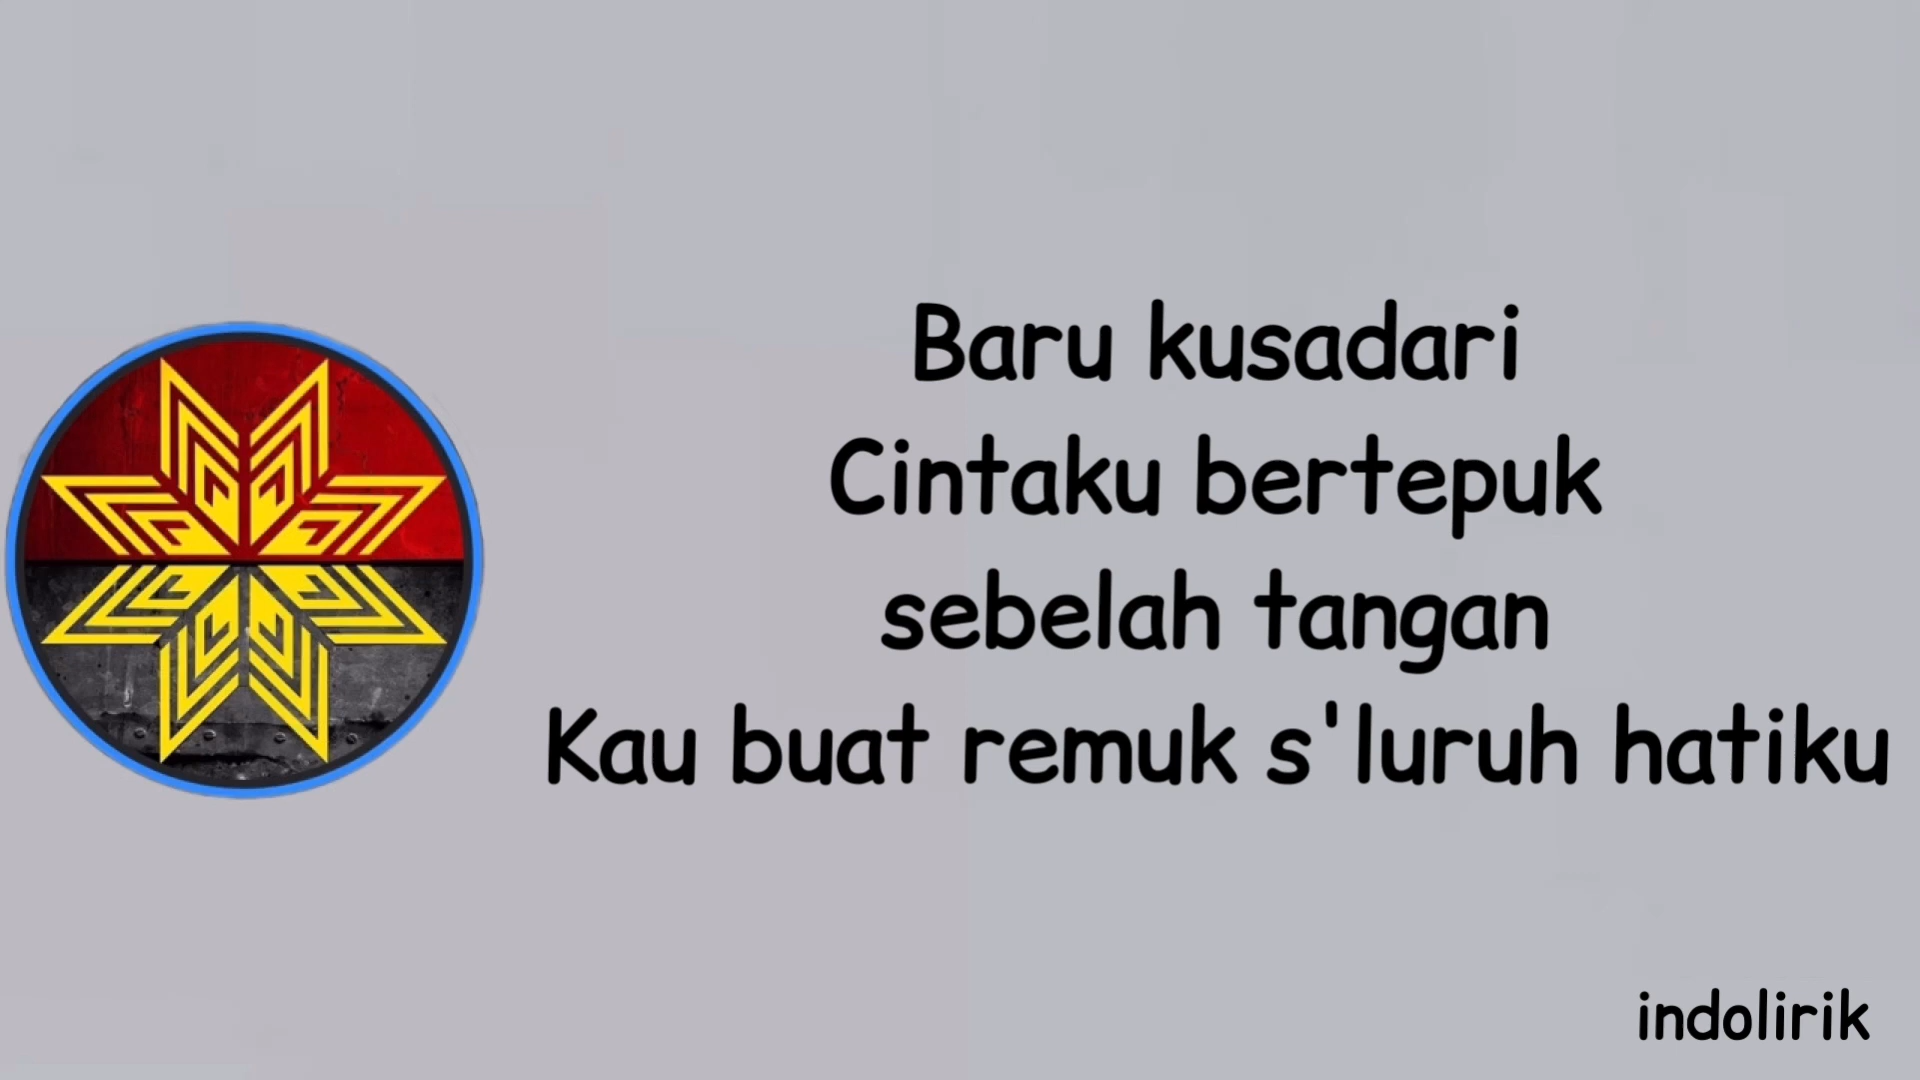 Baru kusadari
Cintaku bertepuk
sebelah tangan
Kau buat remuk s'luruh hatiku
indolirik